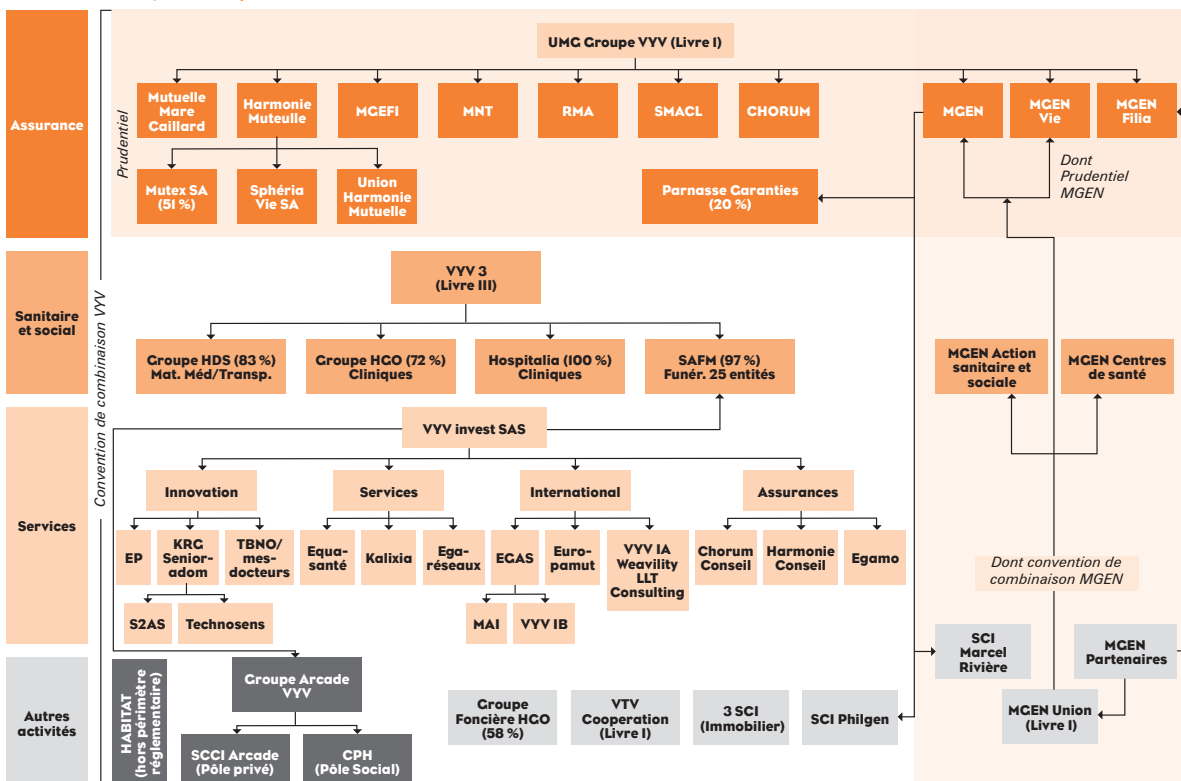 UMG Groupe VYV (Livre I)
Assurance
Prudentiel
Mutuelle
Mare
Caillard
Harmonie
Muteulle
MGEFI
MNT
RMA
SMACL
CHORUM
MGEN
MGEN
Vie
MGEN
Filia
Mutex SA
(51 %)
Sphéria
Vie SA
Union
Harmonie
Mutuelle
Parnasse Garanties
(20 %)
Dont
Prudentiel
MGEN
Convention de combinaison VYV
Sanitaire
et social
VYV 3
(Livre III)
Groupe HDS (83 %)
Mat. Méd/Transp.
Groupe HGO (72 %)
Cliniques
Hospitalia (100 %)
Cliniques
SAFM (97 %)
Funér. 25 entités
MGEN Action
sanitaire et
sociale
MGEN Centres
de santé
Services
VYV invest SAS
Innovation
Services
International
Assurances
EP
KRG
Senior-
adom
TBNO/
mes-
docteurs
Equa-
santé
Kalixia
Ega-
réseaux
EGAS
Euro-
pamut
VYV IA
Weavility
LLT
Consulting
Chorum
Conseil
Harmonie
Conseil
Egamo
S2AS
Technosens
MAI
VYV IB
Dont convention de
combinaison MGEN
Autres
activités
HABITAT
(hors périmètre
réglementaire)
Groupe Arcade
VYV
SCCI Arcade
(Pôle privé)
CPH
(Pôle Social)
Groupe
Foncière HGO
(58 %)
VTV
Cooperation
(Livre I)
3 SCI
(Immobilier)
SCI Philgen
SCI
Marcel
Rivière
MGEN
Partenaires
MGEN Union
(Livre I)